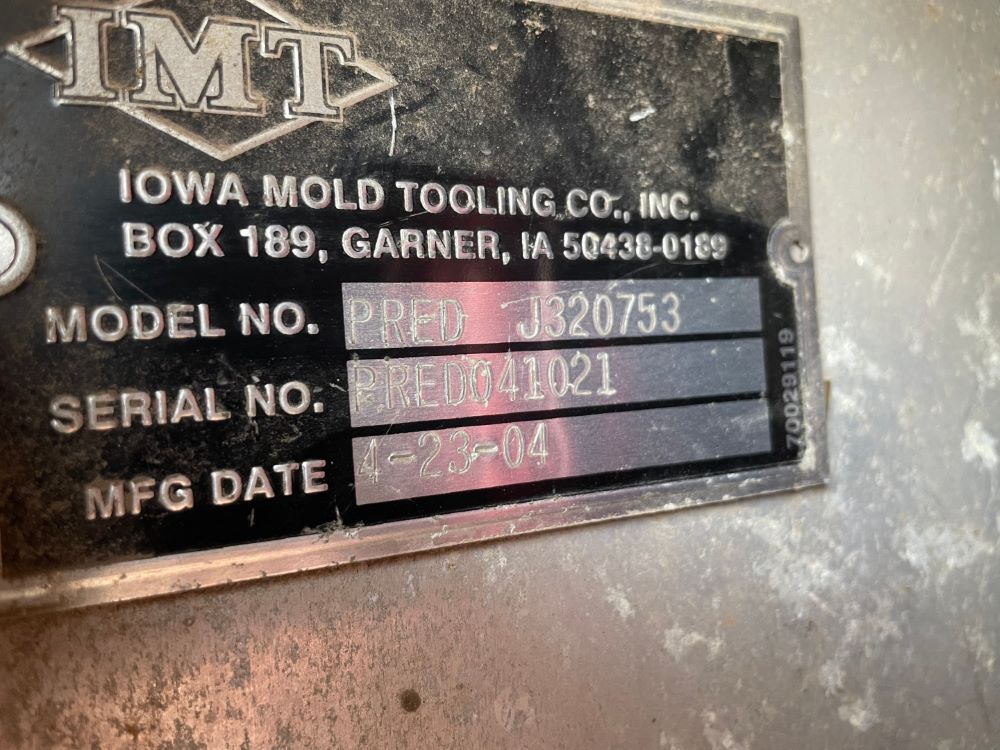 IMT
IOWA MOLD TOOLING CO., INC.
BOX 189, GARNER, IA 50438-0189
MODEL NO. PRED J320753
SERIAL NO. PRED041021
MFG DATE 4-23-04
70029119